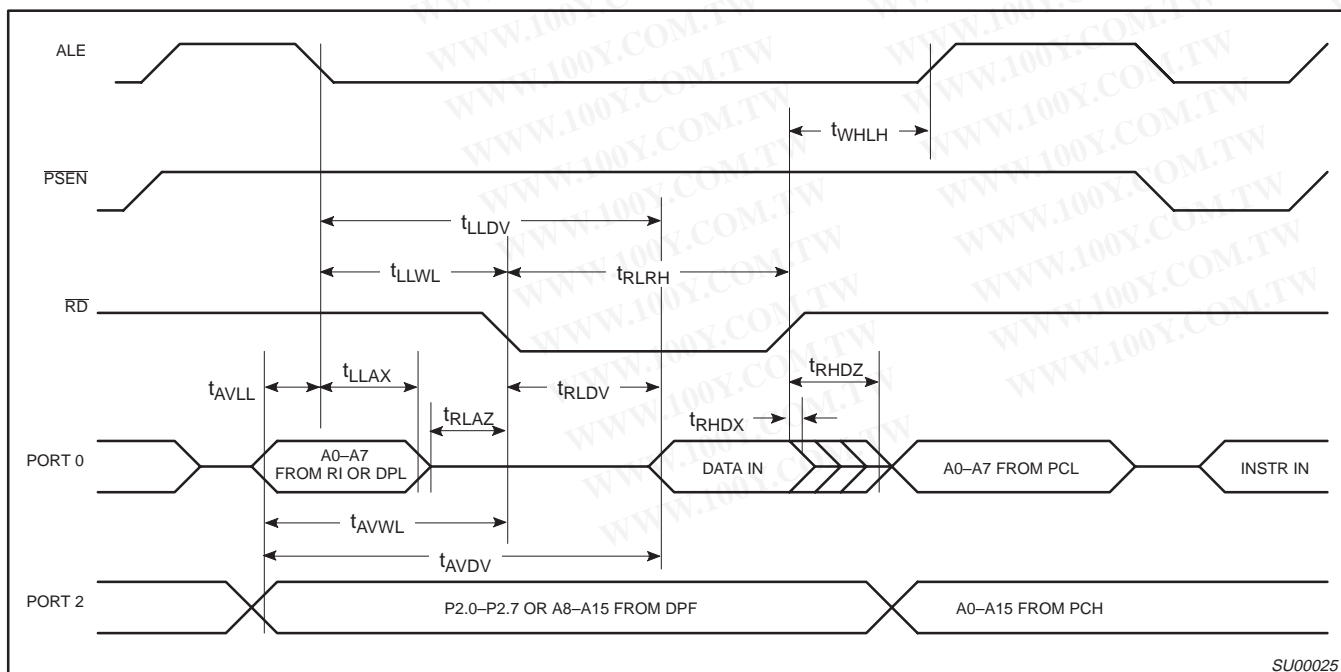 ALE
tWHLH
PSEN
tLLDV
tLLWL
tRLRH
RD
tAVLL
tLLAX
tRLAZ
tRLDV
tRHDZ
tRHDX
PORT 0
A0–A7
FROM RI OR DPL
DATA IN
A0–A7 FROM PCL
INSTR IN
tAVWL
tAVDV
PORT 2
P2.0–P2.7 OR A8–A15 FROM DPF
A0–A15 FROM PCH
SU00025
WWW.100Y.COM.TW